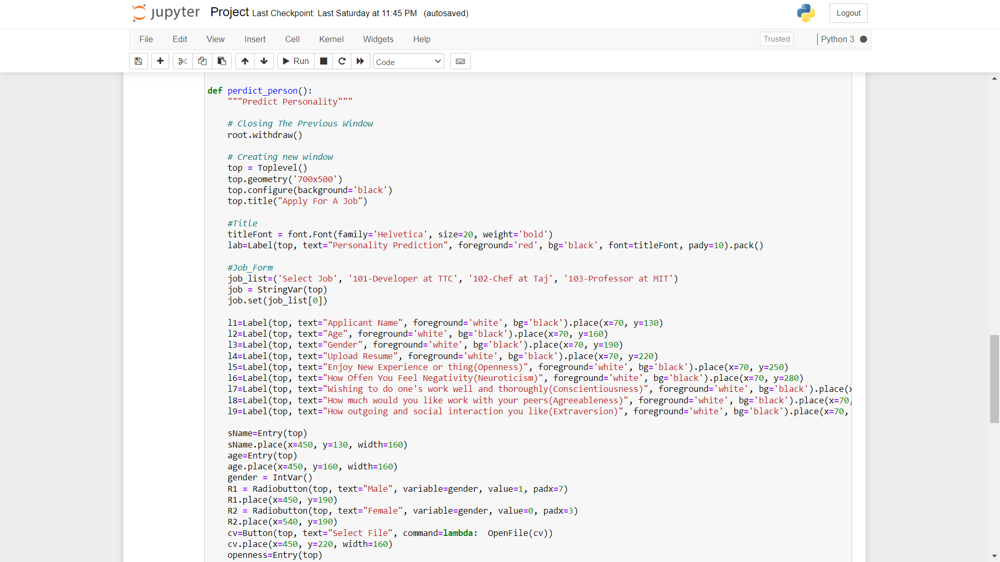 jupyter Project Last Checkpoint: Last Saturday at 11:45 PM (autosaved)
Logout
File Edit View Insert Cell Kernel Widgets Help
Trusted
Python 3
Run
Code
def perdict_person():
    """Predict Personality"""

    # Closing The Previous Window
    root.withdraw()

    # Creating new window
    top = Toplevel()
    top.geometry('700x500')
    top.configure(background='black')
    top.title("Apply For A Job")

    #Title
    titleFont = font.Font(family='Helvetica', size=20, weight='bold')
    lab=Label(top, text="Personality Prediction", foreground='red', bg='black', font=titleFont, pady=10).pack()

    #Job_Form
    job_list=('Select Job', '101-Developer at TTC', '102-Chef at Taj', '103-Professor at MIT')
    job = StringVar(top)
    job.set(job_list[0])

    l1=Label(top, text="Applicant Name", foreground='white', bg='black').place(x=70, y=130)
    l2=Label(top, text="Age", foreground='white', bg='black').place(x=70, y=160)
    l3=Label(top, text="Gender", foreground='white', bg='black').place(x=70, y=190)
    l4=Label(top, text="Upload Resume", foreground='white', bg='black').place(x=70, y=220)
    l5=Label(top, text="Enjoy New Experience or thing(Openness)", foreground='white', bg='black').place(x=70, y=250)
    l6=Label(top, text="How Offen You Feel Negativity(Neuroticism)", foreground='white', bg='black').place(x=70, y=280)
    l7=Label(top, text="Wishing to do one's work well and thoroughly(Conscientiousness)", foreground='white', bg='black').place(x
    l8=Label(top, text="How much would you like work with your peers(Agreeableness)", foreground='white', bg='black').place(x=70,
    l9=Label(top, text="How outgoing and social interaction you like(Extraversion)", foreground='white', bg='black').place(x=70,

    sName=Entry(top)
    sName.place(x=450, y=130, width=160)
    age=Entry(top)
    age.place(x=450, y=160, width=160)
    gender = IntVar()
    R1 = Radiobutton(top, text="Male", variable=gender, value=1, padx=7)
    R1.place(x=450, y=190)
    R2 = Radiobutton(top, text="Female", variable=gender, value=0, padx=3)
    R2.place(x=540, y=190)
    cv=Button(top, text="Select File", command=lambda:  OpenFile(cv))
    cv.place(x=450, y=220, width=160)
    openness=Entry(top)